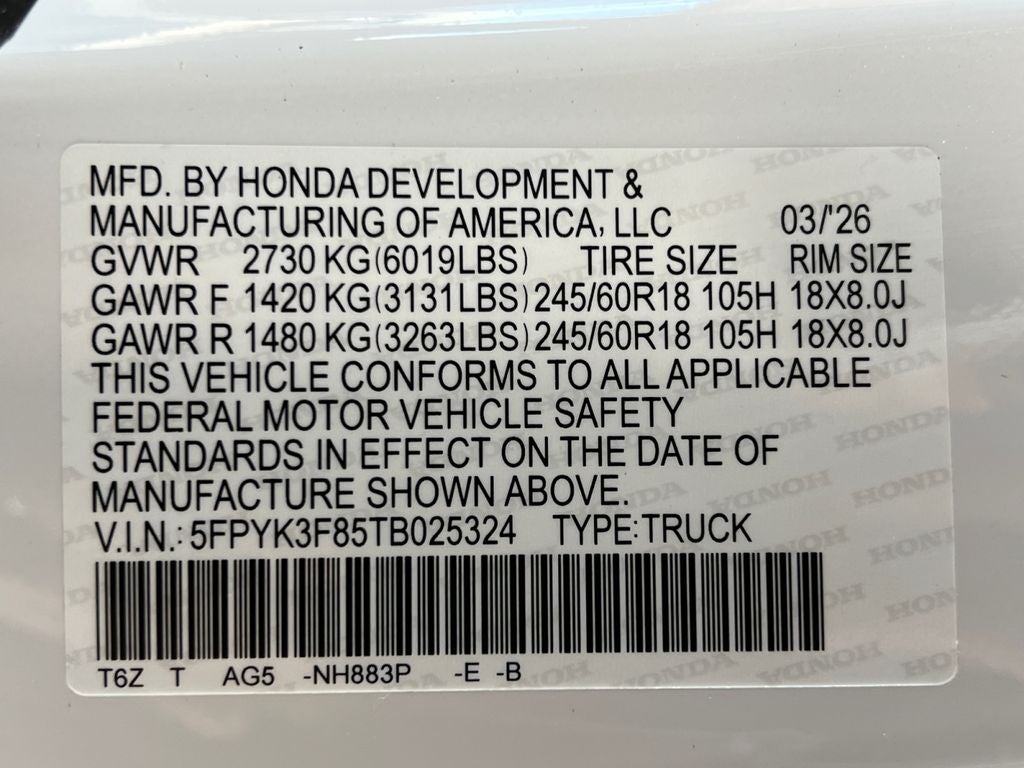 MFD. BY HONDA DEVELOPMENT &
MANUFACTURING OF AMERICA, LLC 03/'26
GVWR 2730 KG(6019LBS) TIRE SIZE RIM SIZE
GAWR F 1420 KG(3131LBS) 245/60R18 105H 18X8.0J
GAWR R 1480 KG(3263LBS) 245/60R18 105H 18X8.0J
THIS VEHICLE CONFORMS TO ALL APPLICABLE
FEDERAL MOTOR VEHICLE SAFETY
STANDARDS IN EFFECT ON THE DATE OF
MANUFACTURE SHOWN ABOVE.
V.I.N.: 5FPYK3F85TB025324 TYPE:TRUCK
T6Z T AG5 -NH883P -E -B